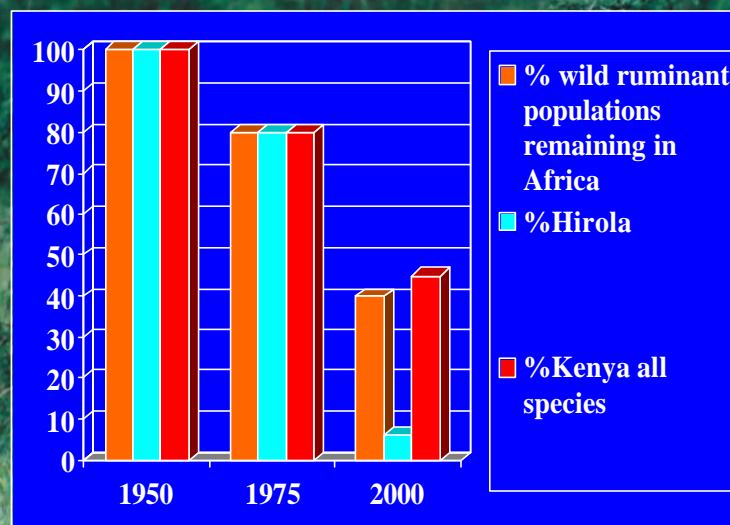 100
90
80
70
60
50
40
30
20
10
0
1950 1975 2000
% wild ruminant
populations
remaining in
Africa
%Hirola
%Kenya all
species